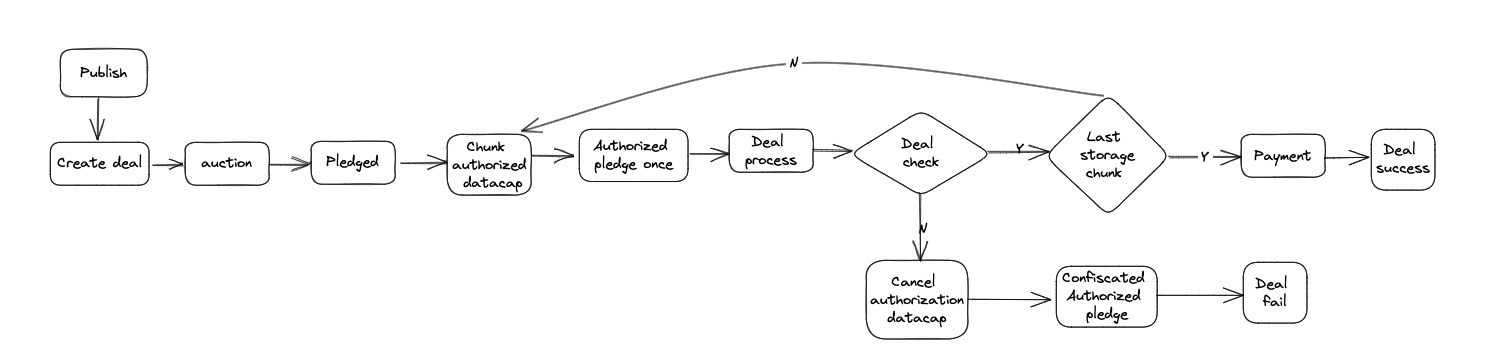 Publish
Create deal
auction
Pledged
Chunk
authorized
datacap
Authorized
pledge once
Deal
process
Deal
check
Y
Last
storage
chunk
N
Y
Payment
Deal
success
N
Cancel
authorization
datacap
Confiscated
Authorized
pledge
Deal
fail